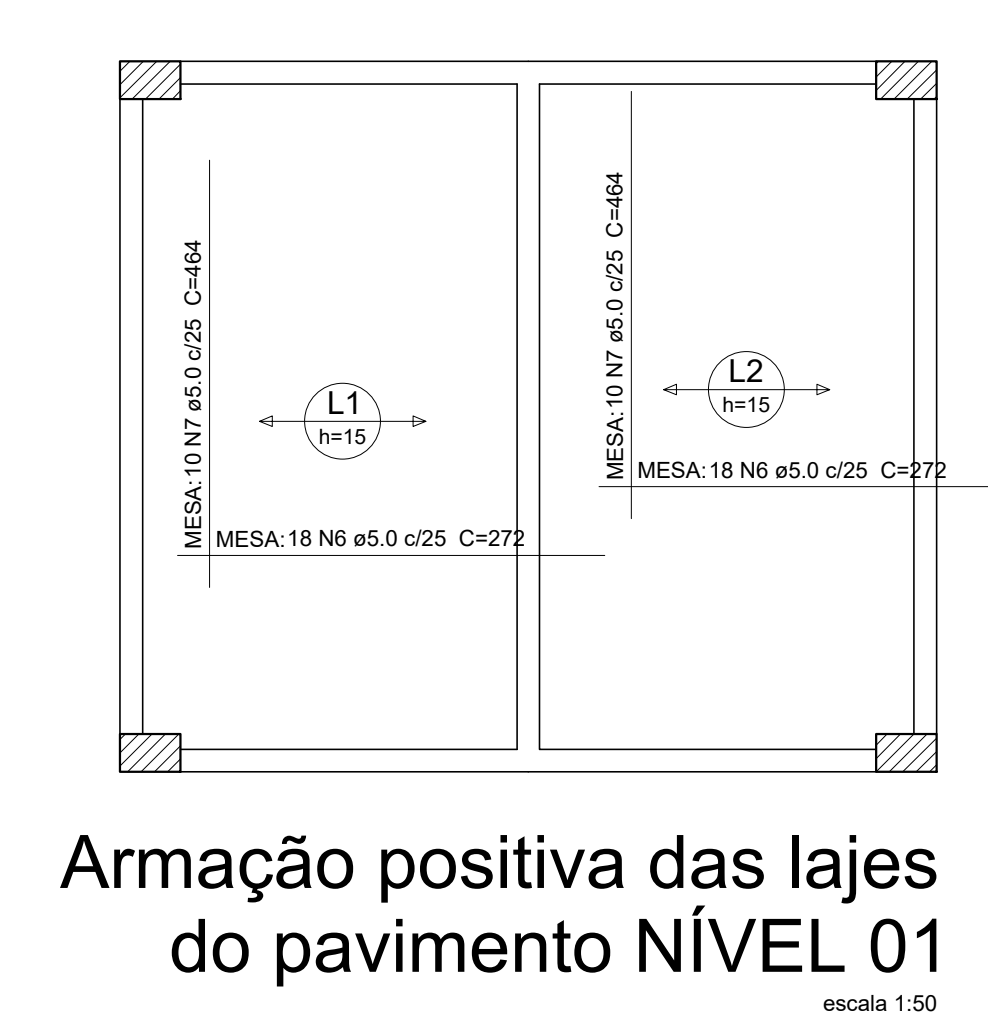 MESA: 10 N7 ø5.0 c/25 C=464
L1
h=15
MESA: 18 N6 ø5.0 c/25 C=272
MESA: 10 N7 ø5.0 c/25 C=464
L2
h=15
MESA: 18 N6 ø5.0 c/25 C=272
Armação positiva das lajes
do pavimento NÍVEL 01
escala 1:50